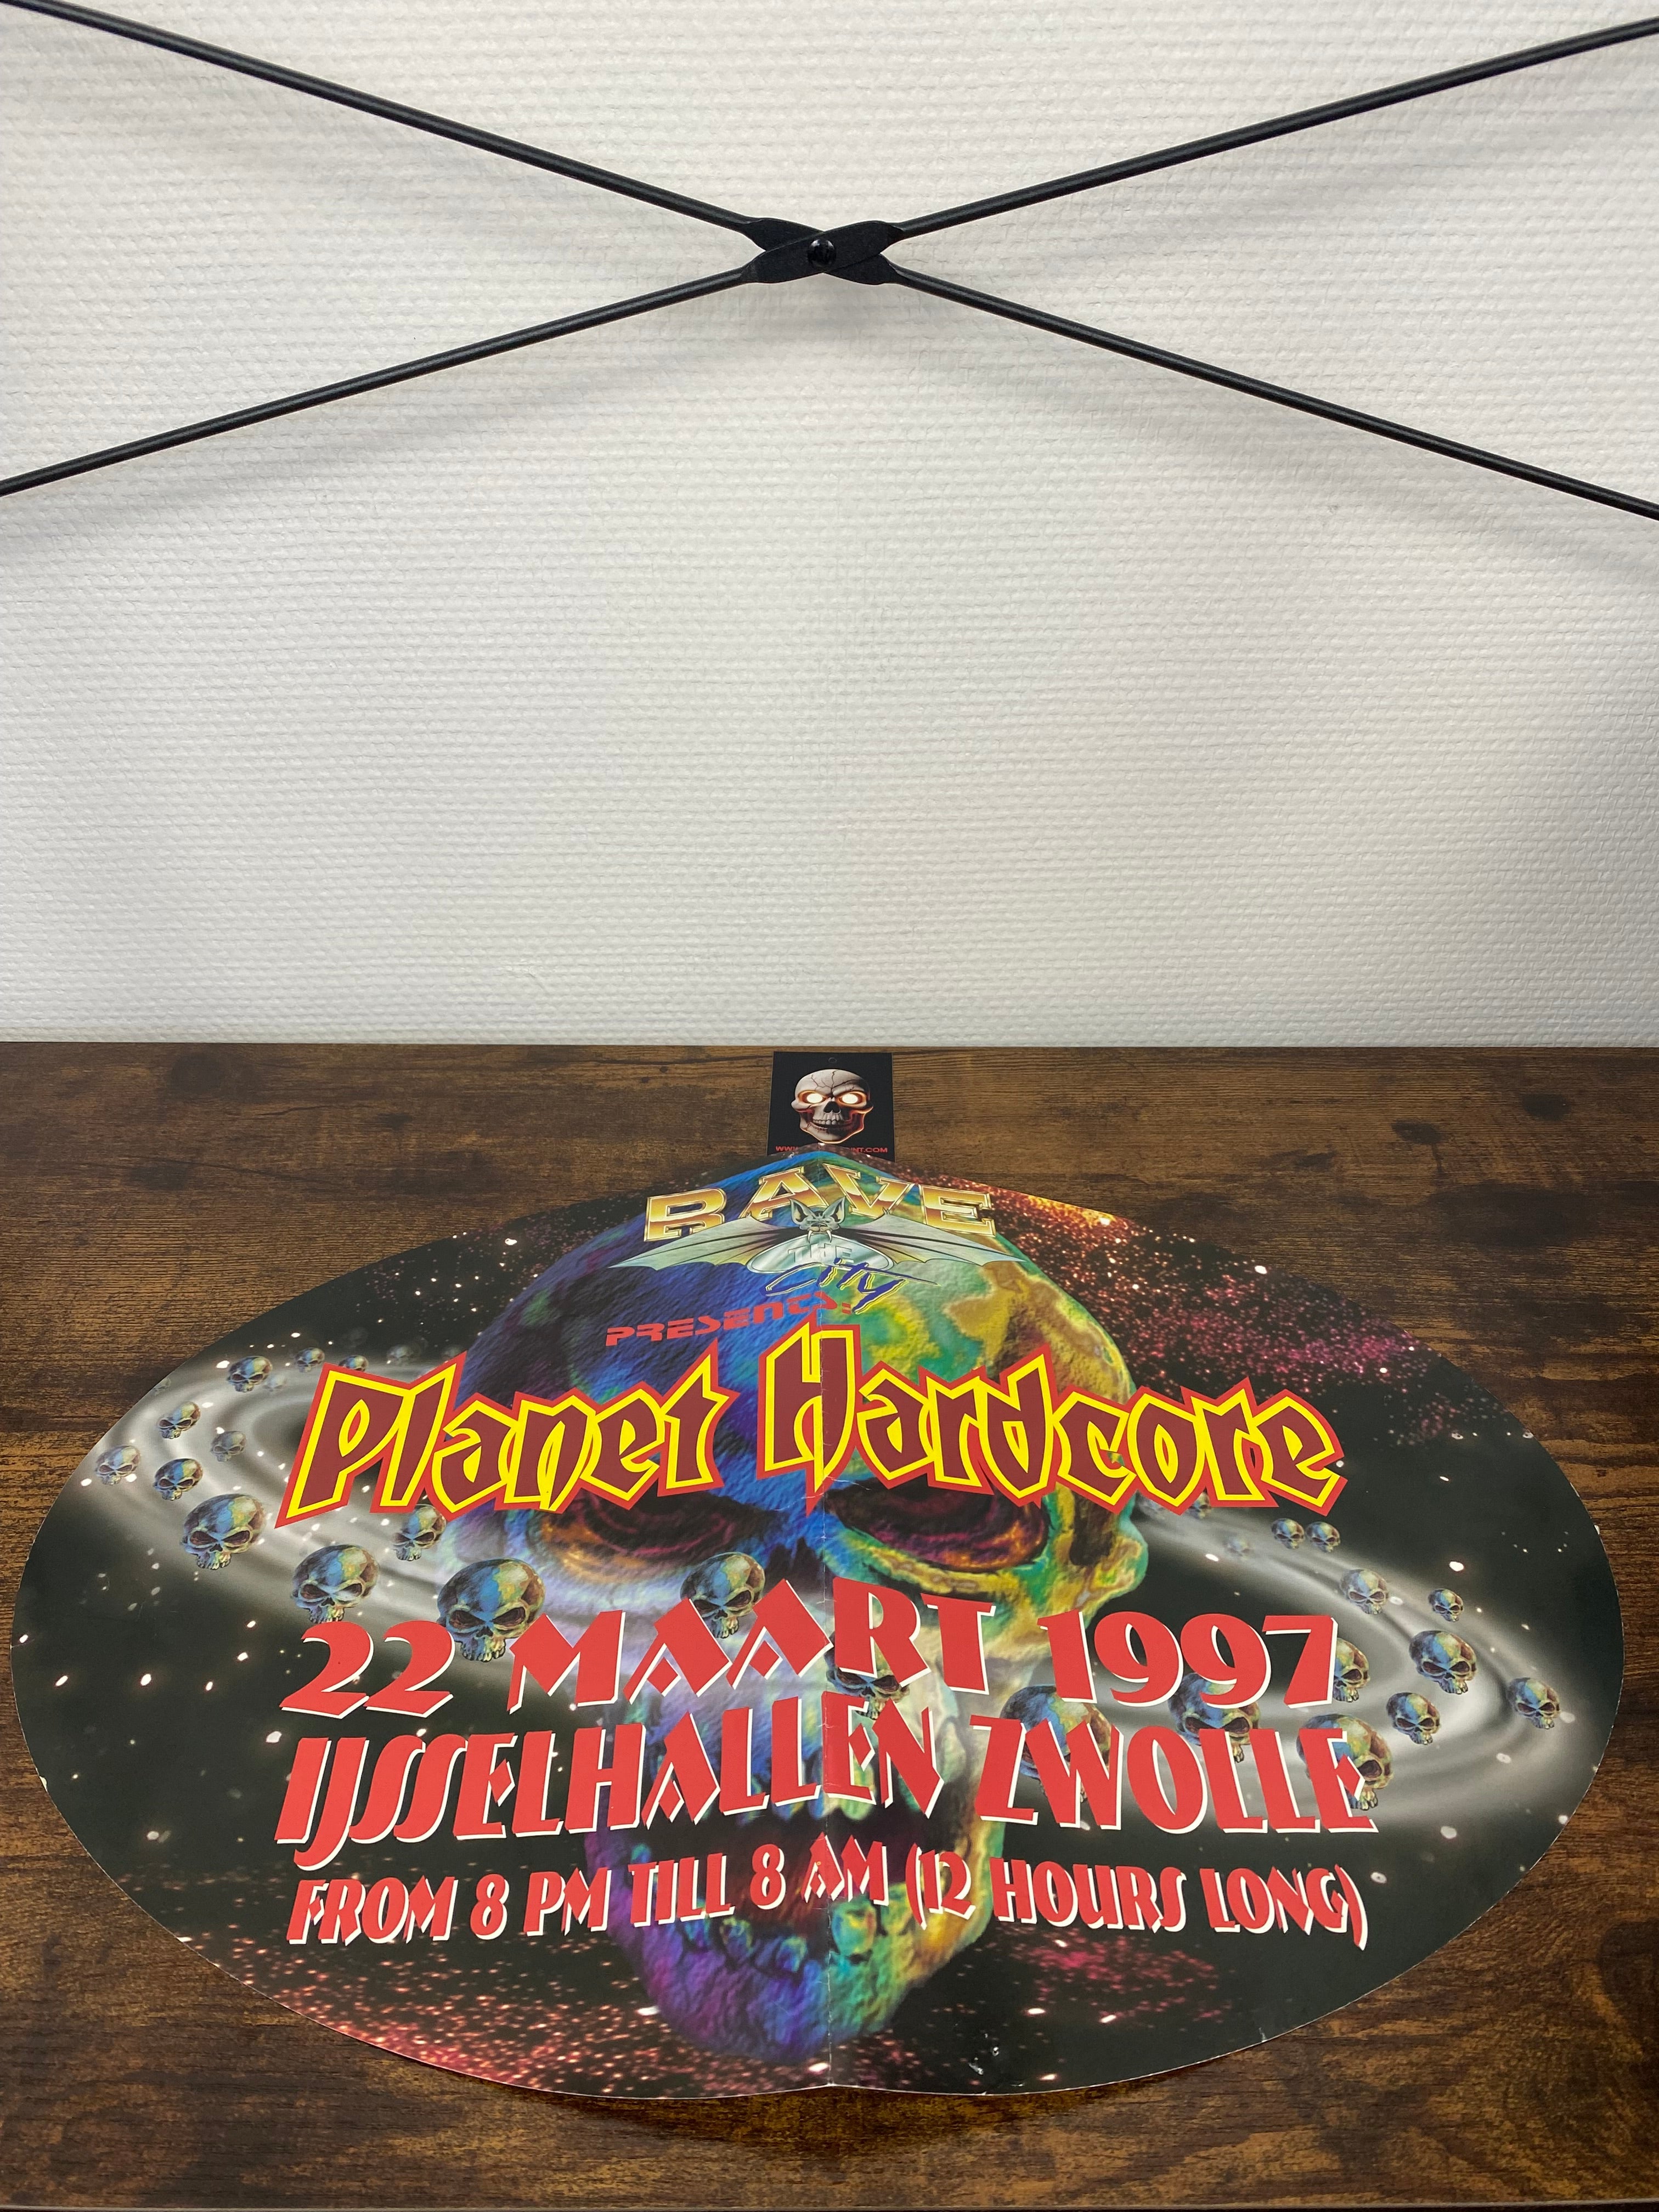 RAVE
THE
City
PRESENTS:
Planet Hardcore
22 MAART 1997
IJSSELHALLEN ZWOLLE
FROM 8 PM TILL 8 AM (12 HOURS LONG)